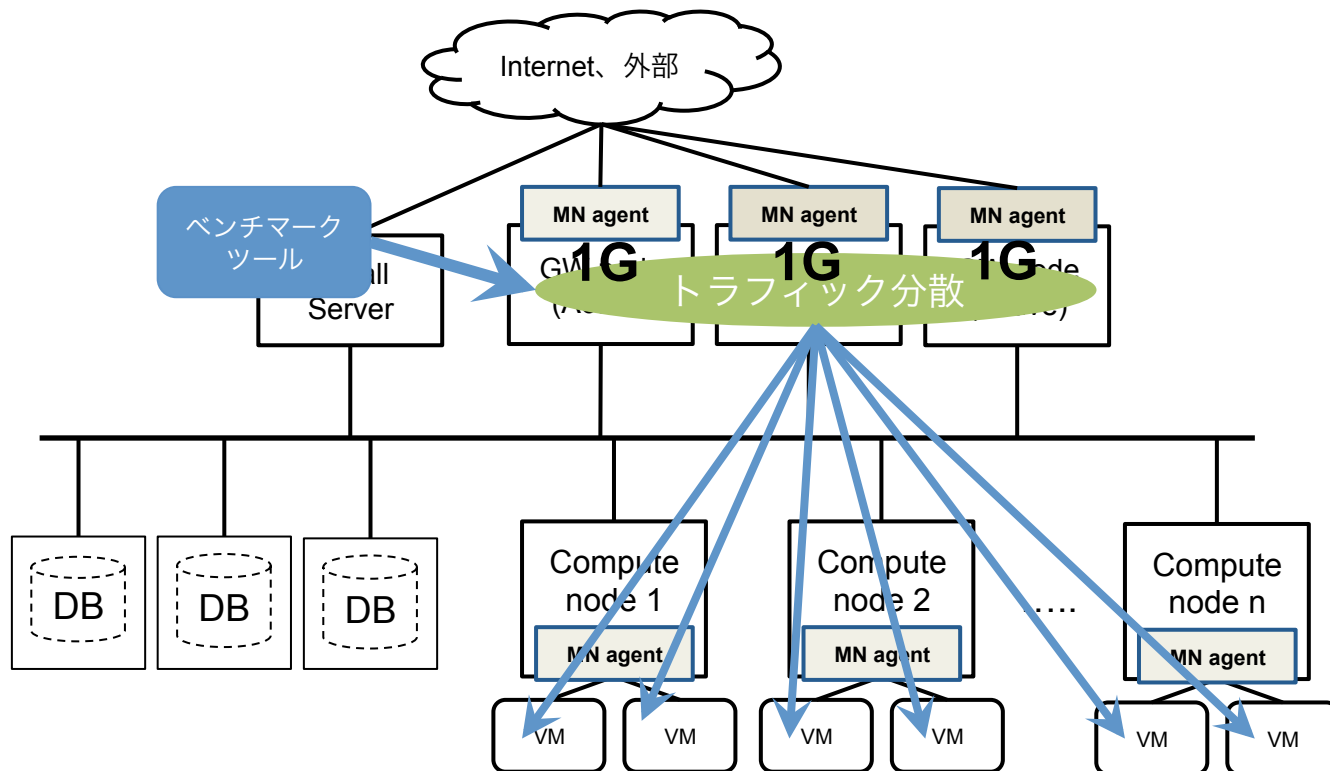 Internet、外部
MN agent
MN agent
MN agent
ベンチマーク
ツール
1G
1G
1G
トラフィック分散
Server
DB
DB
DB
Compute
node 1
Compute
node 2
.....
Compute
node n
MN agent
MN agent
MN agent
VM
VM
VM
VM
VM
VM